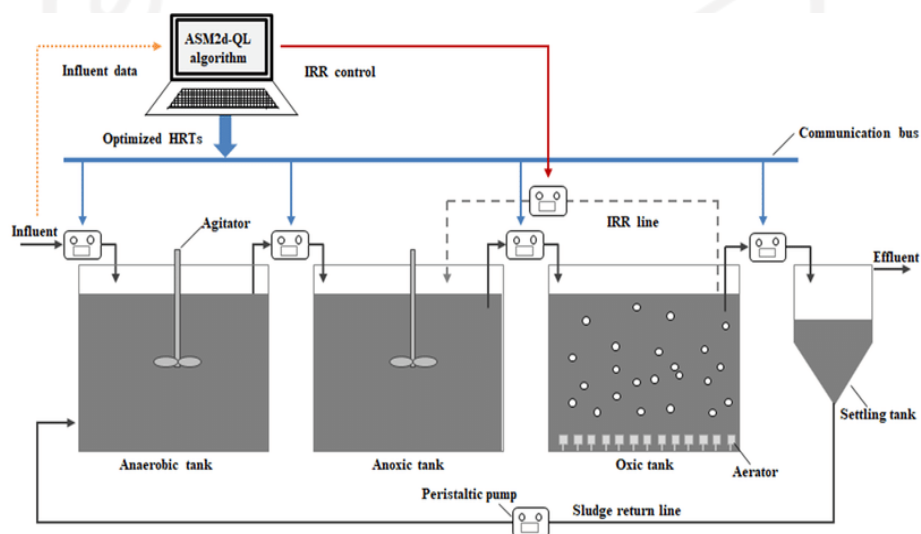 ASM2d-QL
algorithm
Influent data
IRR control
Optimized HRTs
Communication bus
Influent
Agitator
IRR line
Effluent
Settling tank
Anaerobic tank
Anoxic tank
Oxic tank
Aerator
Peristaltic pump
Sludge return line